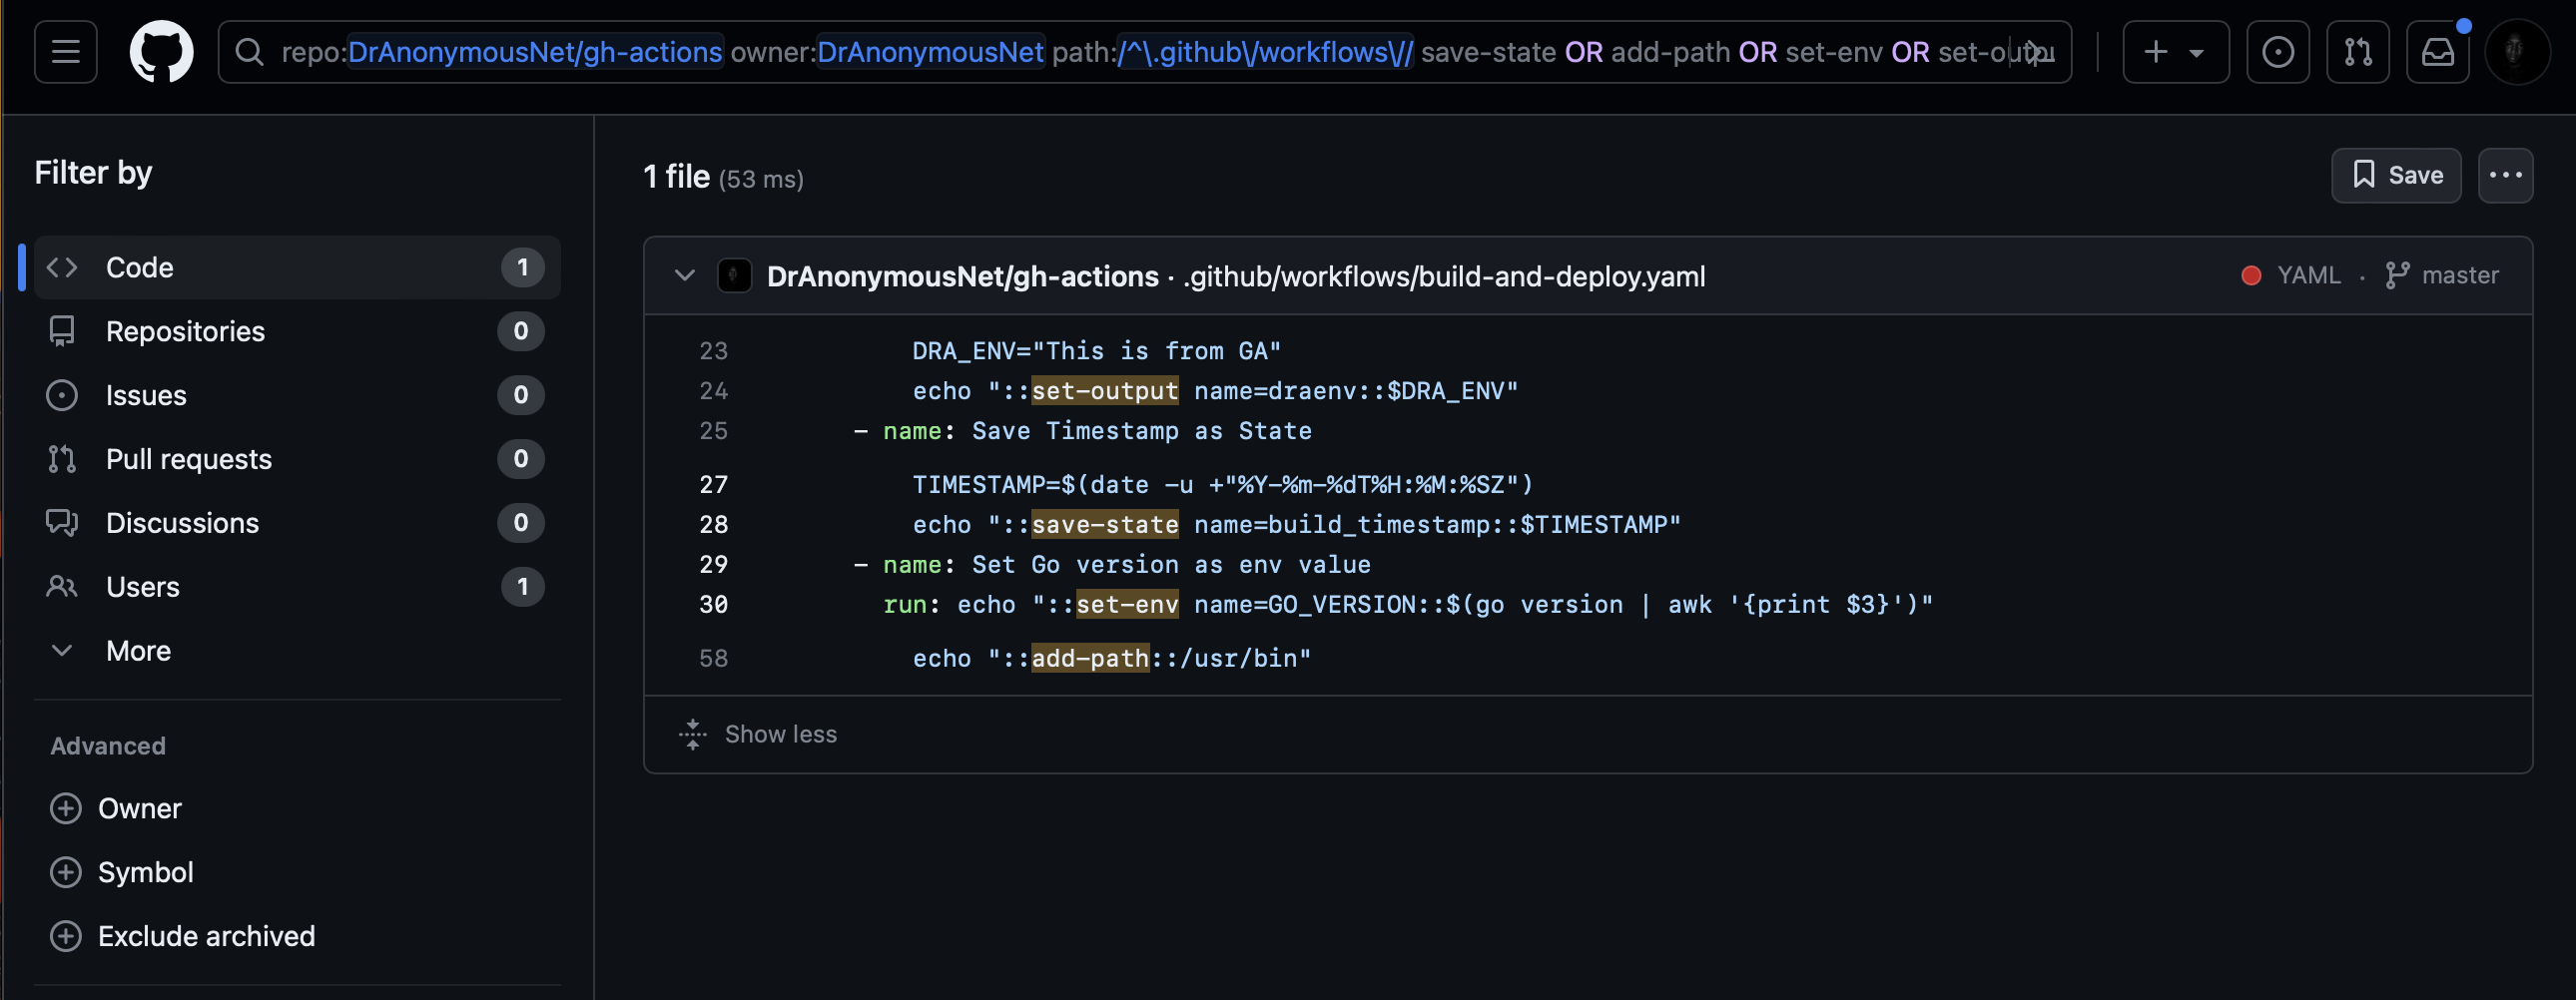 repo:DrAnonymousNet/gh-actions owner:DrAnonymousNet path:/^\.github\/workflows\// save-state OR add-path OR set-env OR set-outpu
Filter by
Code 1
Repositories 0
Issues 0
Pull requests 0
Discussions 0
Users 1
More
Advanced
Owner
Symbol
Exclude archived
1 file (53 ms)
Save
DrAnonymousNet/gh-actions · .github/workflows/build-and-deploy.yaml
YAML · master
23 DRA_ENV="This is from GA"
24 echo "::set-output name=draenv::$DRA_ENV"
25 - name: Save Timestamp as State
27 TIMESTAMP=$(date -u +"%Y-%m-%dT%H:%M:%SZ")
28 echo "::save-state name=build_timestamp::$TIMESTAMP"
29 - name: Set Go version as env value
30 run: echo "::set-env name=GO_VERSION::$(go version | awk '{print $3}')"
58 echo "::add-path::/usr/bin"
Show less